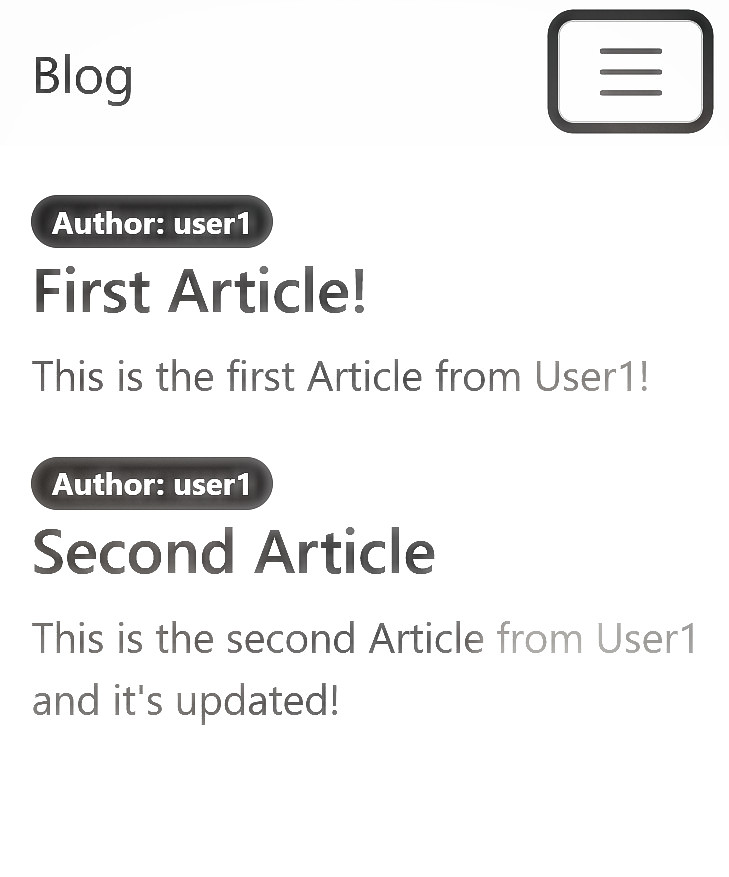 Blog
Author: user1
First Article!
This is the first Article from User1!
Author: user1
Second Article
This is the second Article from User1
and it's updated!